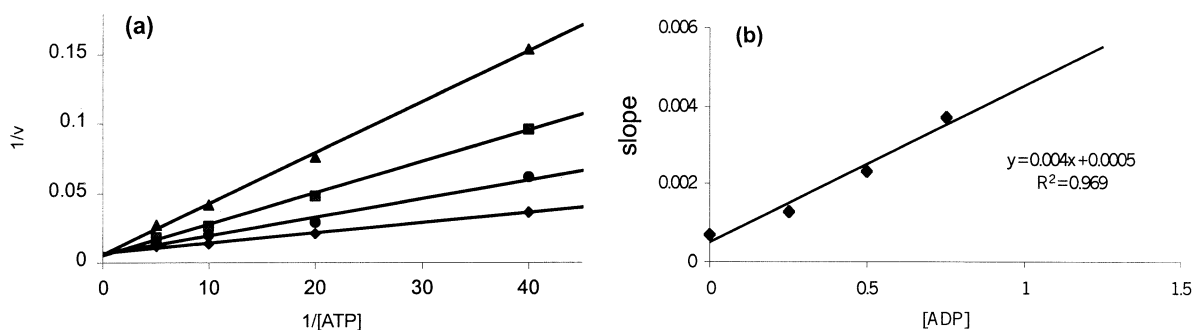 (a)
0.15
0.1
0.05
0
1/v
0 10 20 30 40
1/[ATP]
(b)
0.006
0.004
0.002
0
slope
y=0.004x+0.0005
R²=0.969
0 0.5 1 1.5
[ADP]